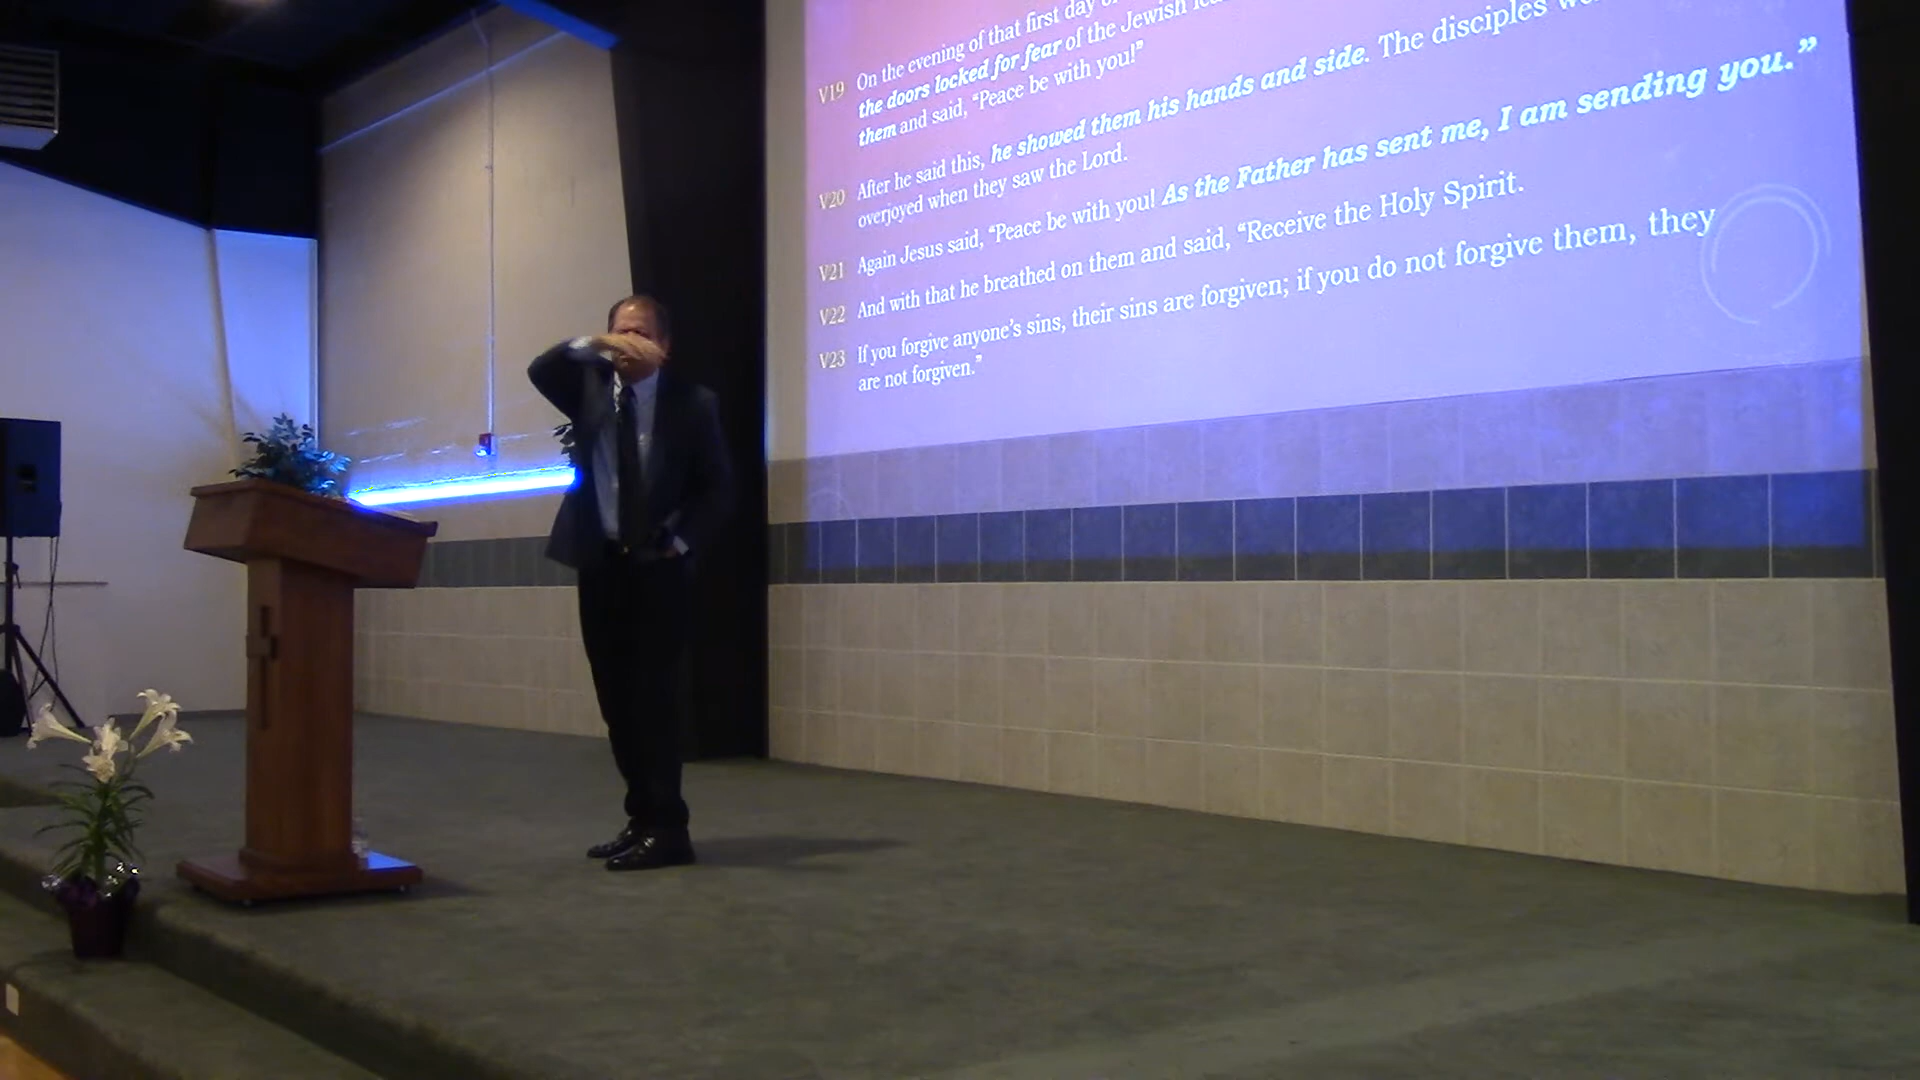 V19 On the evening of that first day
the doors locked for fear of the Jewish
them and said, “Peace be with you!”
V20 After he said this, he showed them his hands and side. The disciples
overjoyed when they saw the Lord.
V21 Again Jesus said, “Peace be with you! As the Father has sent me, I am sending you.”
V22 And with that he breathed on them and said, “Receive the Holy Spirit.
V23 If you forgive anyone’s sins, their sins are forgiven; if you do not forgive them, they
are not forgiven.”